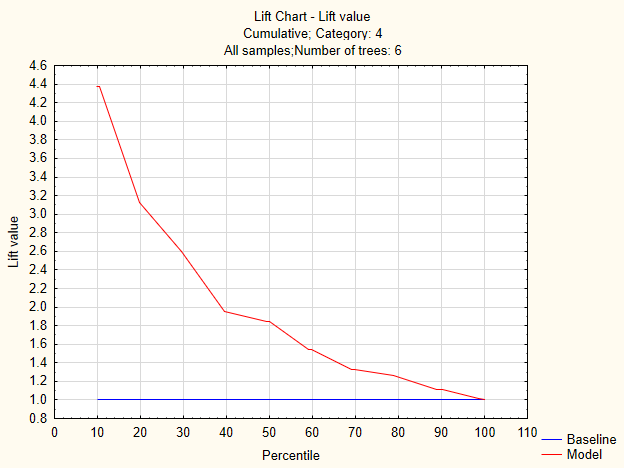 Lift Chart - Lift value
Cumulative; Category: 4
All samples;Number of trees: 6
4.6
4.4
4.2
4.0
3.8
3.6
3.4
3.2
3.0
2.8
2.6
2.4
2.2
2.0
1.8
1.6
1.4
1.2
1.0
0.8
Lift value
0 10 20 30 40 50 60 70 80 90 100 110
Percentile
Baseline
Model